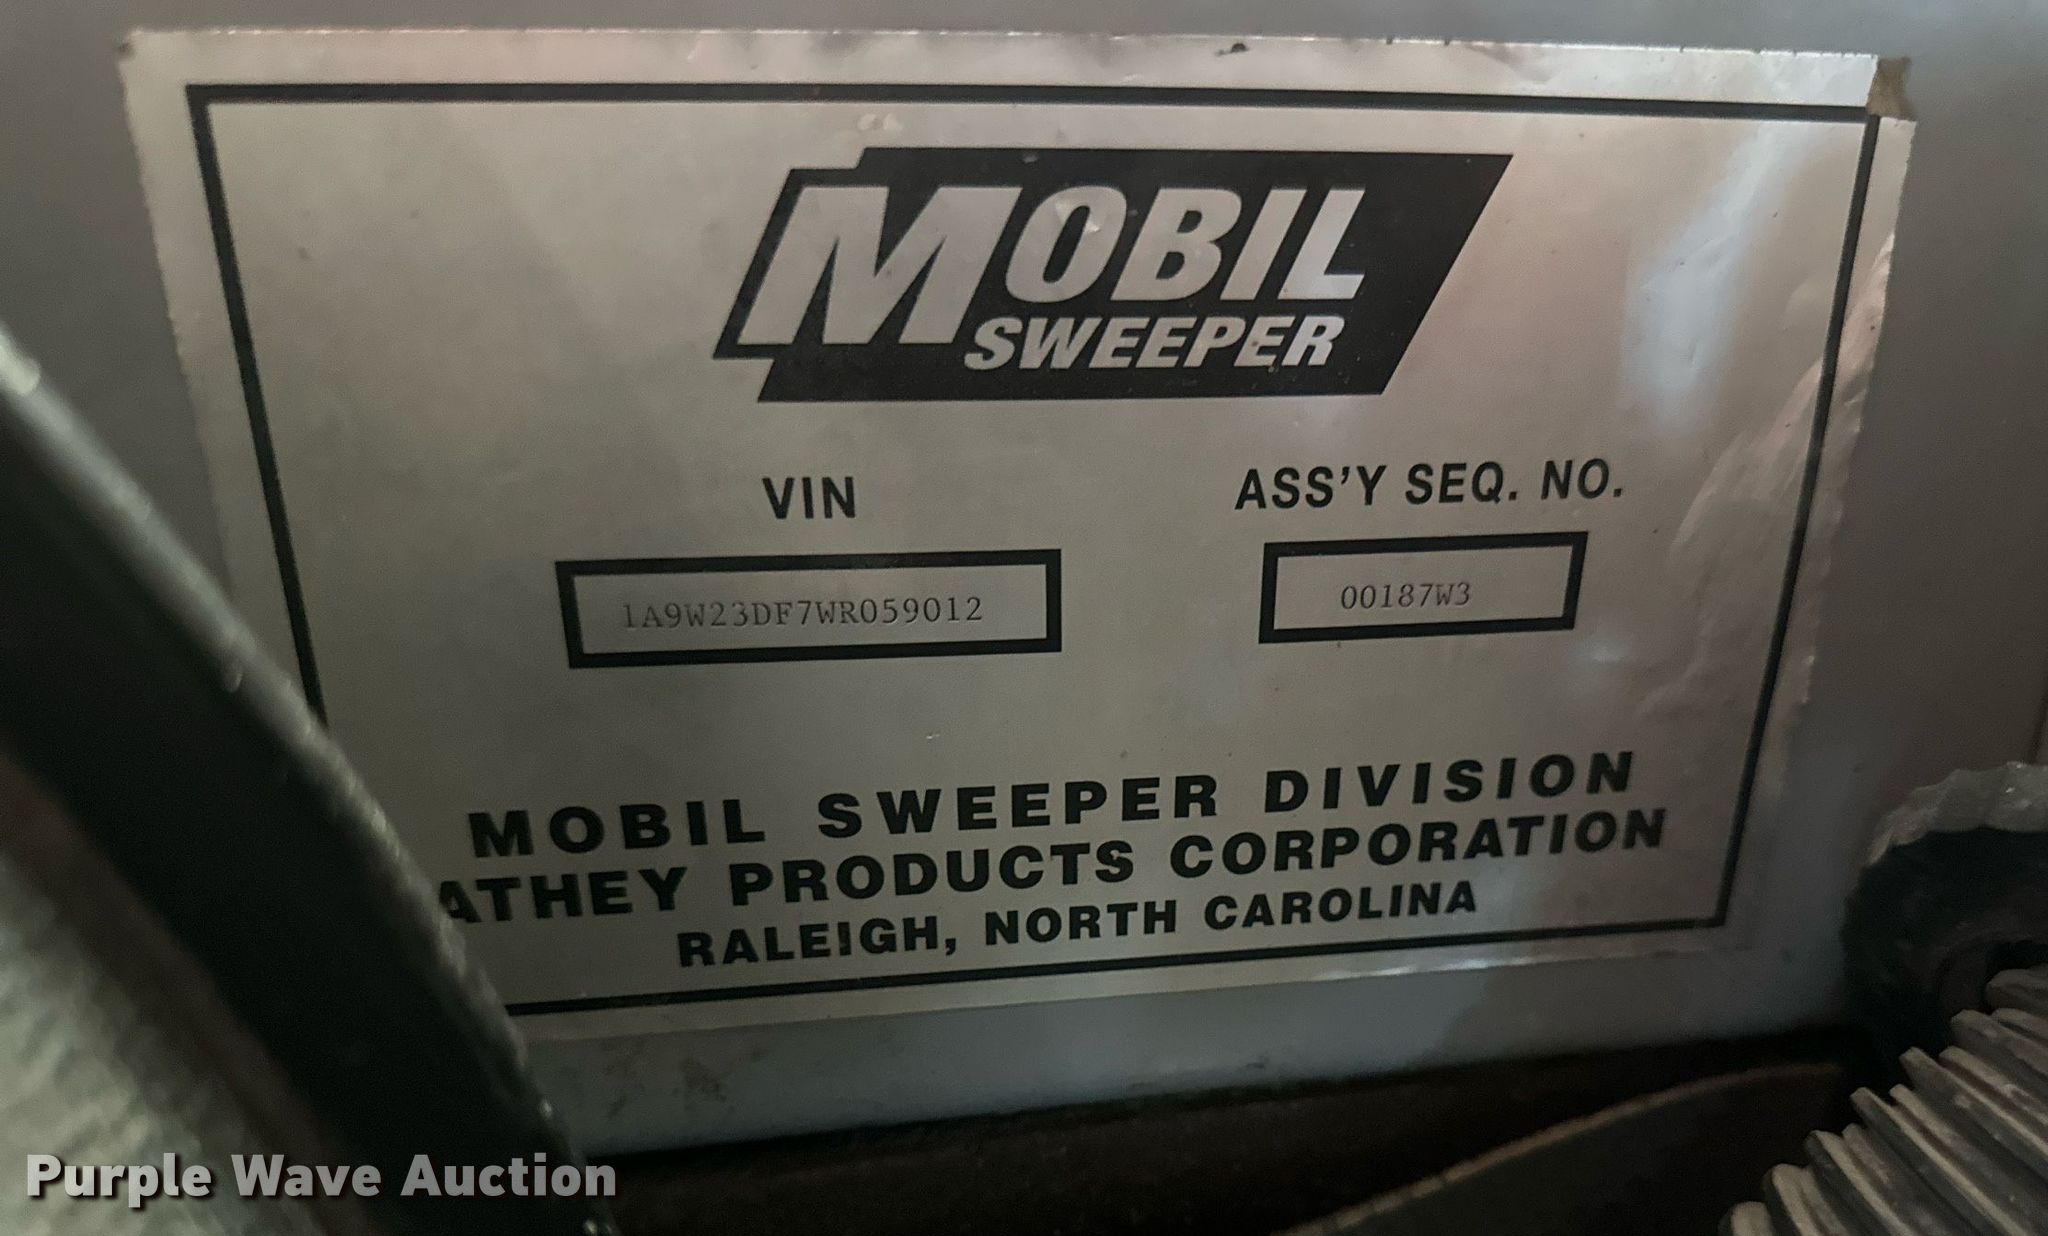 MOBIL
SWEEPER
VIN
ASS'Y SEQ. NO.
1A9W23DF7WR059012
00187W3
MOBIL SWEEPER DIVISION
ATHEY PRODUCTS CORPORATION
RALEIGH, NORTH CAROLINA
Purple Wave Auction